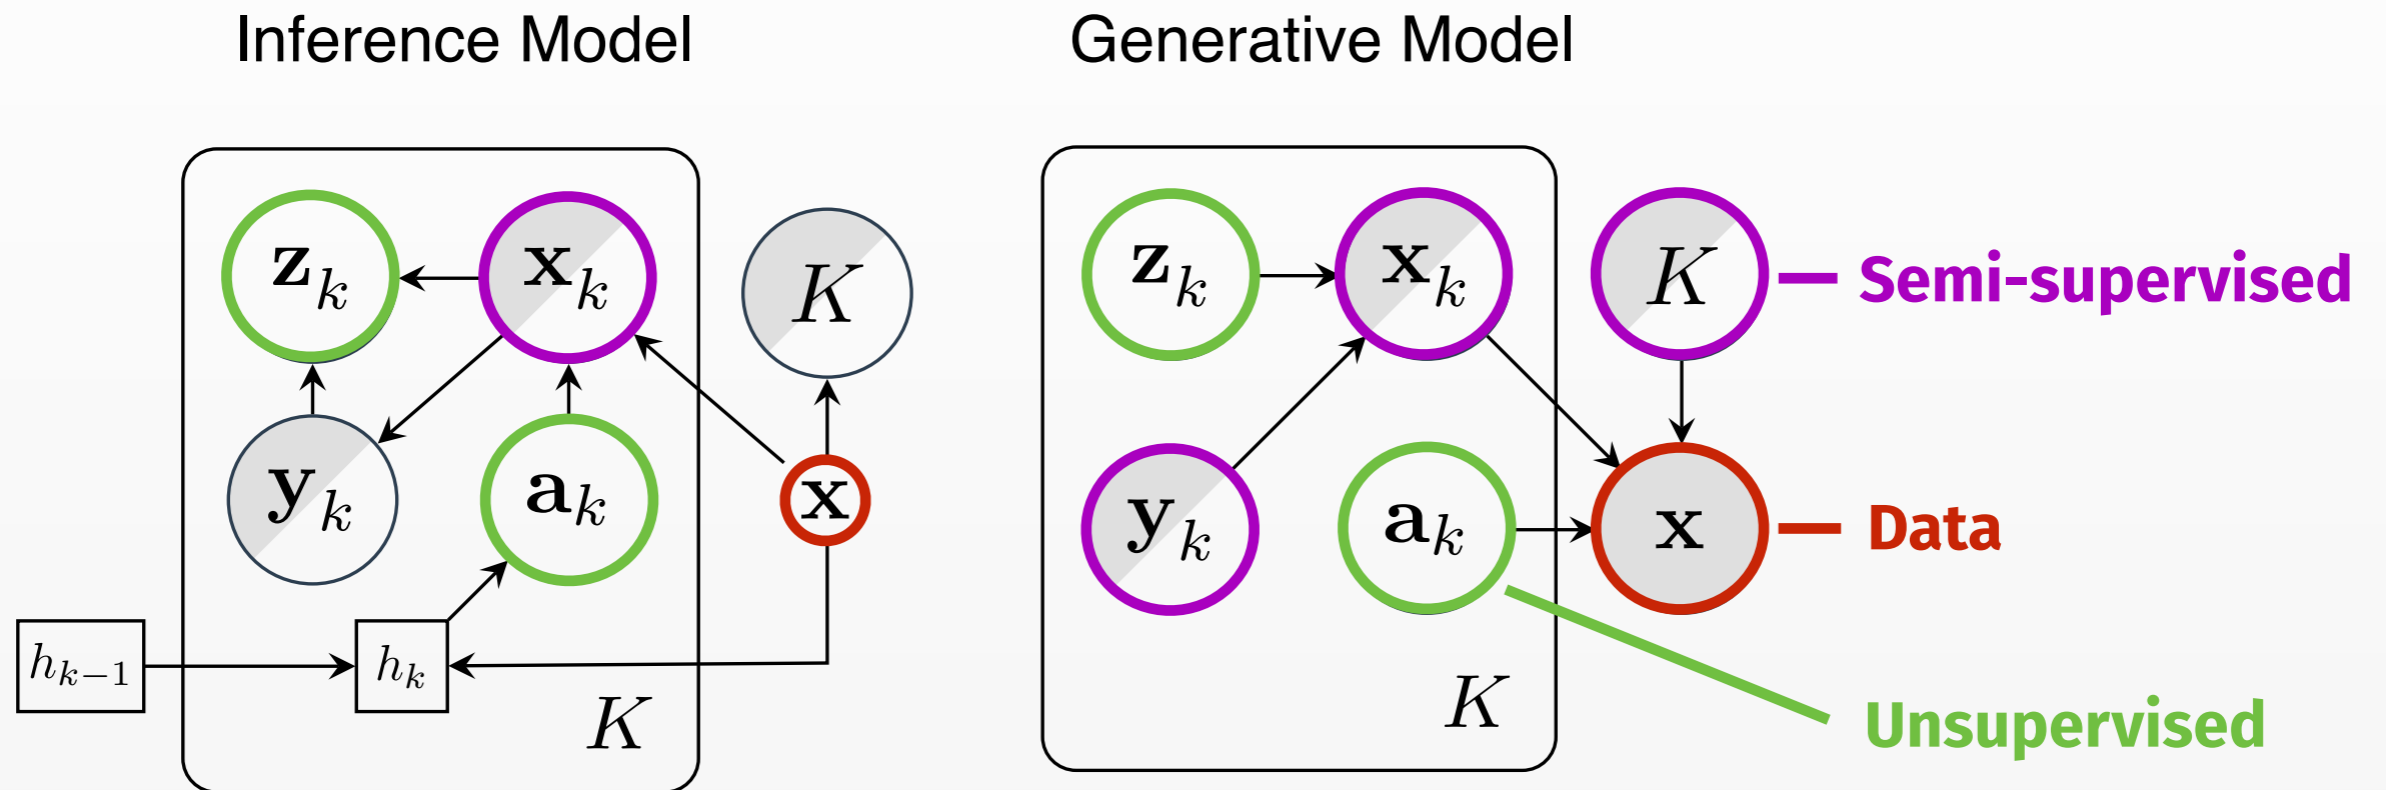 Inference Model
z_k
x_k
K
y_k
a_k
x
h_{k-1}
h_k
K
Generative Model
z_k
x_k
K
Semi-supervised
y_k
a_k
x
Data
K
Unsupervised